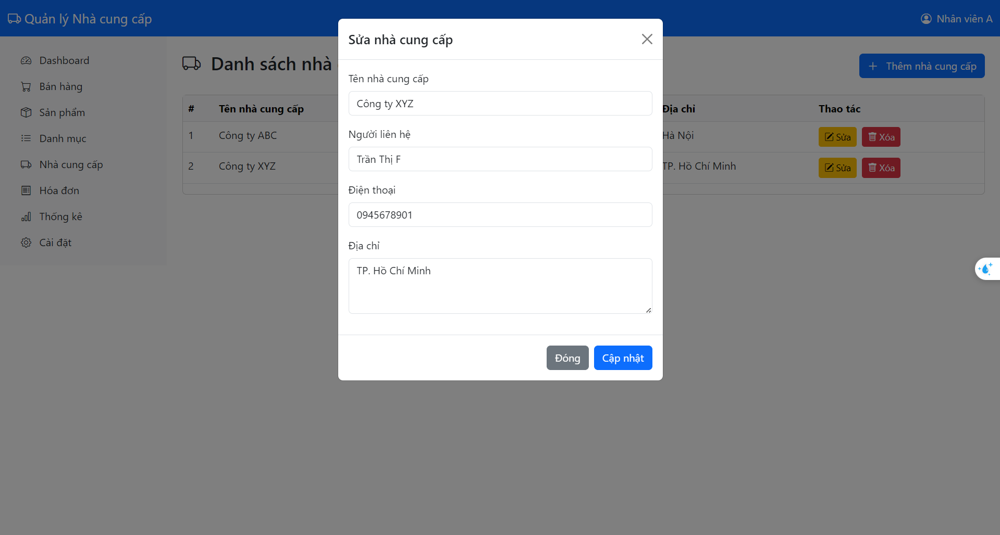 Quản lý Nhà cung cấp
Nhân viên A
Dashboard
Bán hàng
Sản phẩm
Danh mục
Nhà cung cấp
Hóa đơn
Thống kê
Cài đặt
Danh sách nhà
Thêm nhà cung cấp
# Tên nhà cung cấp Địa chỉ Thao tác
1 Công ty ABC Hà Nội Sửa Xóa
2 Công ty XYZ TP. Hồ Chí Minh Sửa Xóa
Sửa nhà cung cấp
Tên nhà cung cấp
Công ty XYZ
Người liên hệ
Trần Thị F
Điện thoại
0945678901
Địa chỉ
TP. Hồ Chí Minh
Đóng Cập nhật